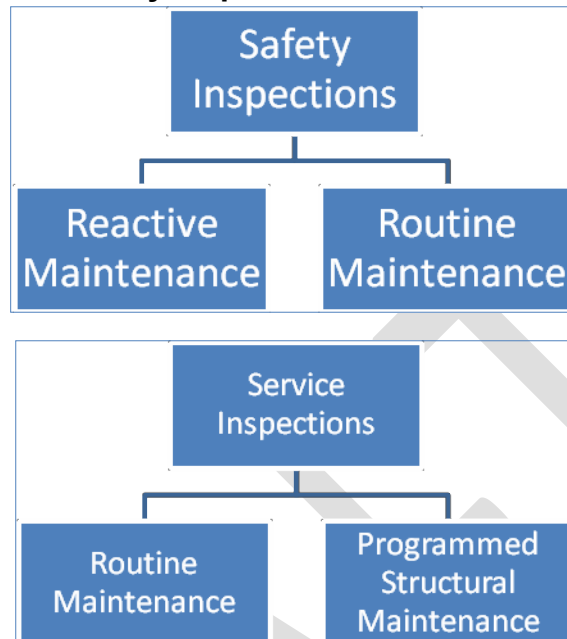 Safety
Inspections
Reactive
Maintenance
Routine
Maintenance
Service
Inspections
Routine
Maintenance
Programmed
Structural
Maintenance